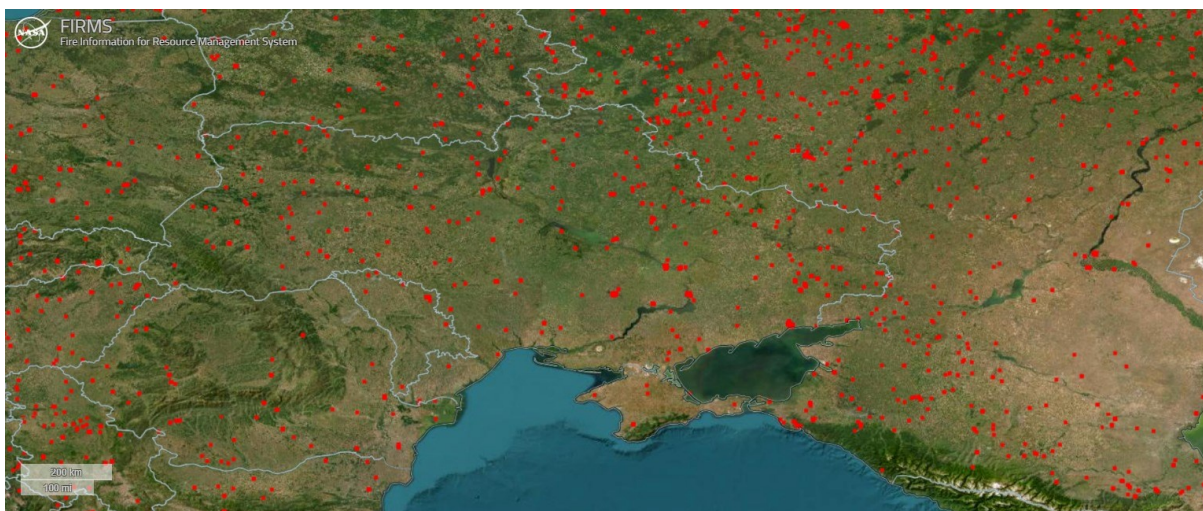 NASA
FIRMS
Fire Information for Resource Management System
200 km
100 mi